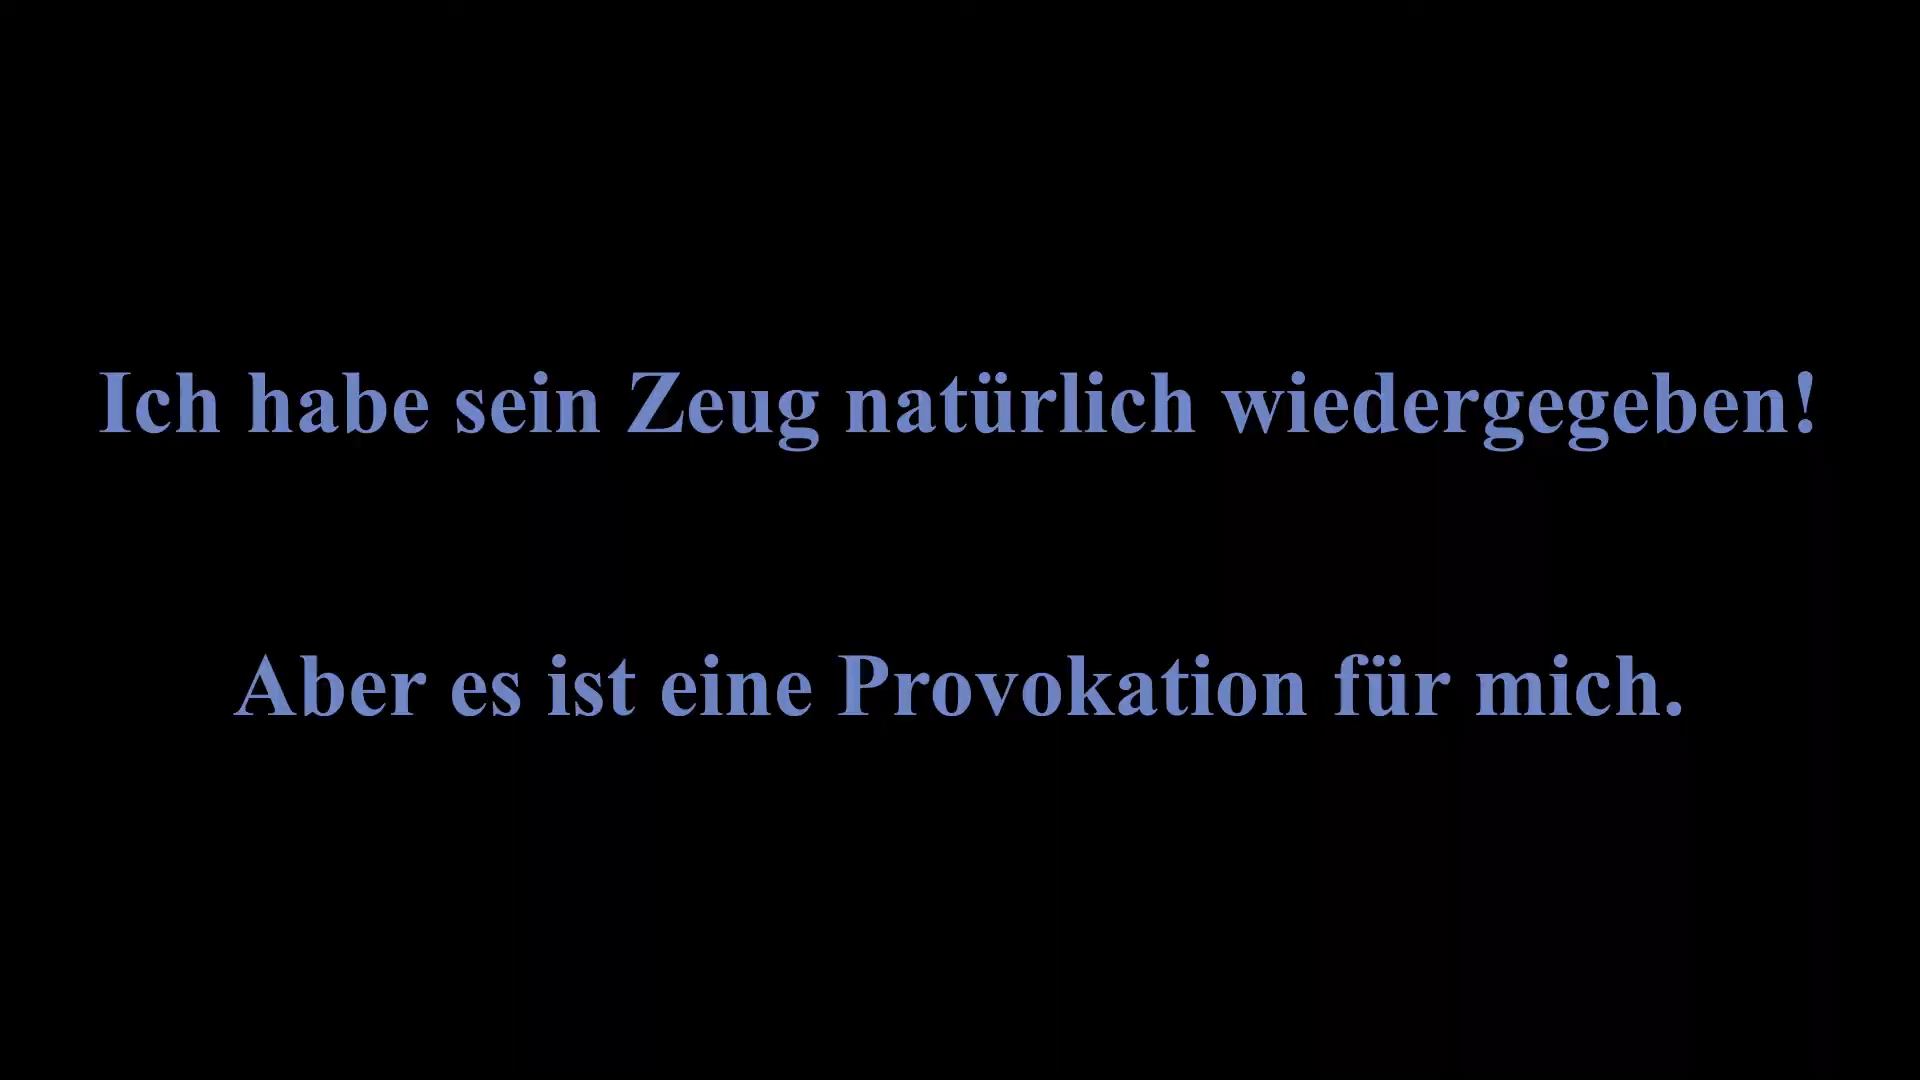 Ich habe sein Zeug natürlich wiedergegeben!
Aber es ist eine Provokation für mich.